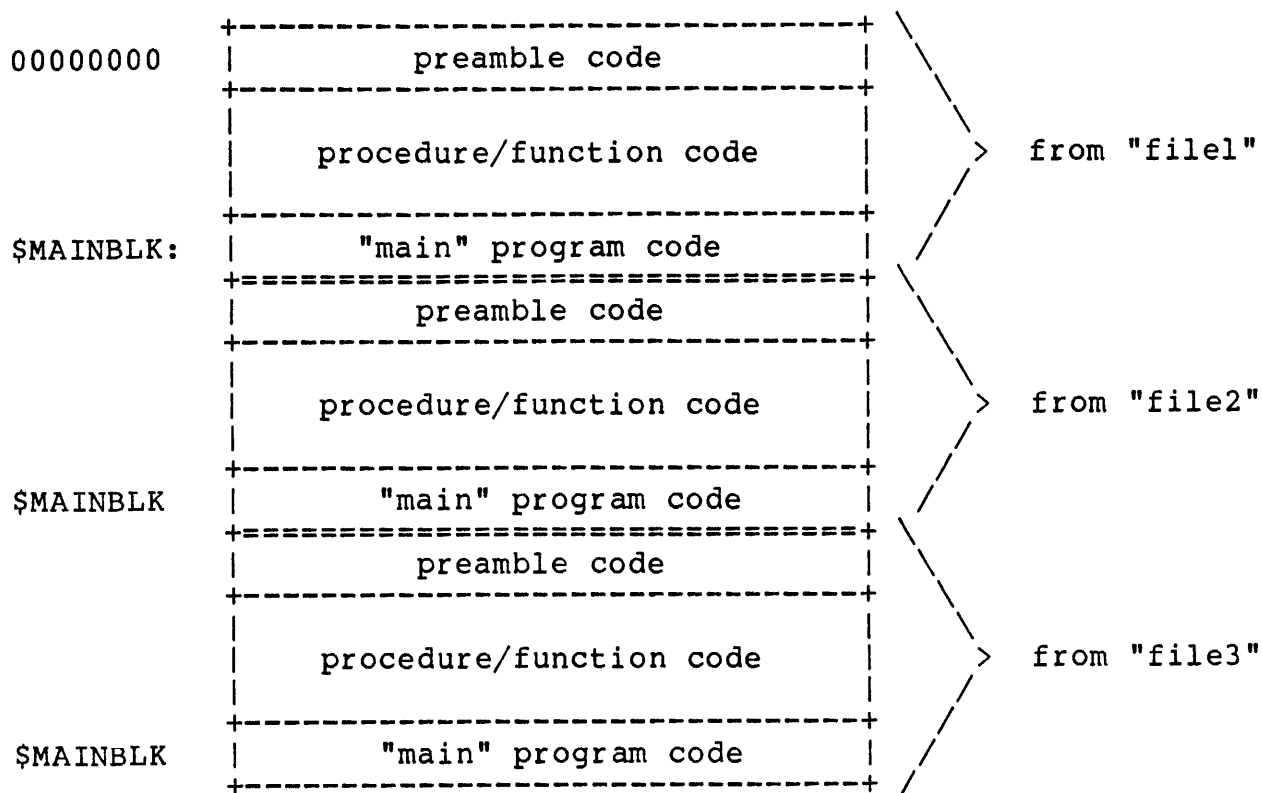 00000000 preamble code
procedure/function code from "file1"
$MAINBLK: "main" program code
preamble code
procedure/function code from "file2"
$MAINBLK "main" program code
preamble code
procedure/function code from "file3"
$MAINBLK "main" program code